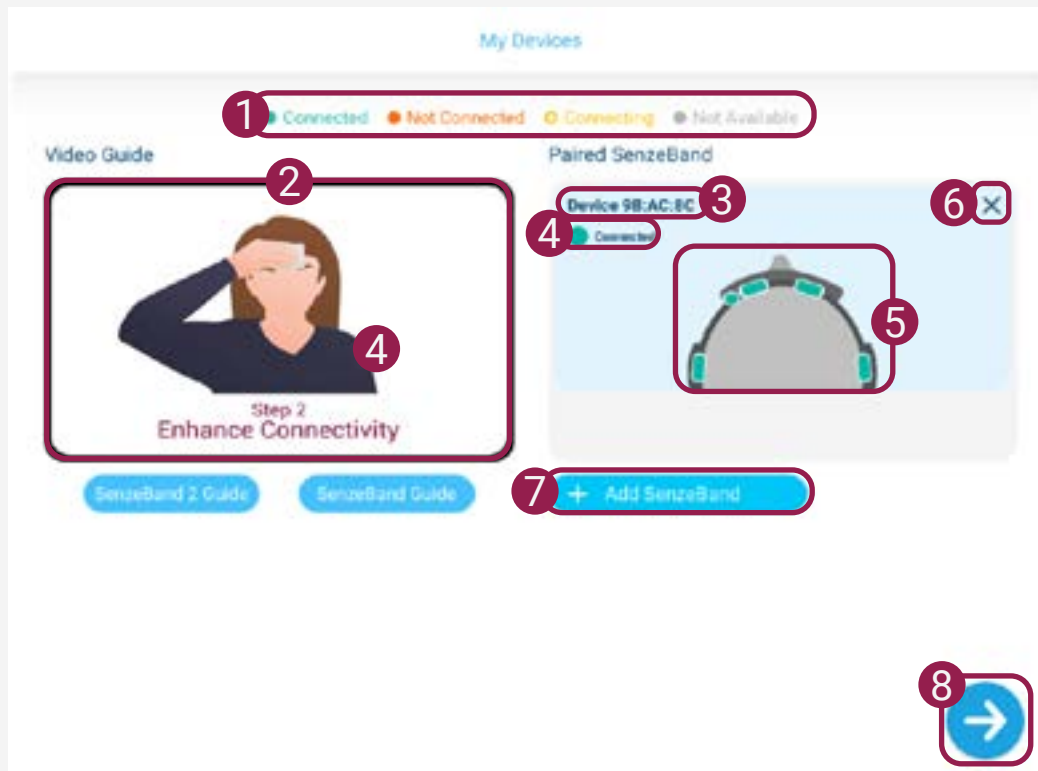 My Devices
1 Connected Not Connected Connecting Not Available
Video Guide
Paired SenzeBand
2
Device 9B:AC:8C 3
6
4 Connected
5
4
Step 2
Enhance Connectivity
SenzeBand 2 Guide
SenzeBand Guide
7 + Add SenzeBand
8